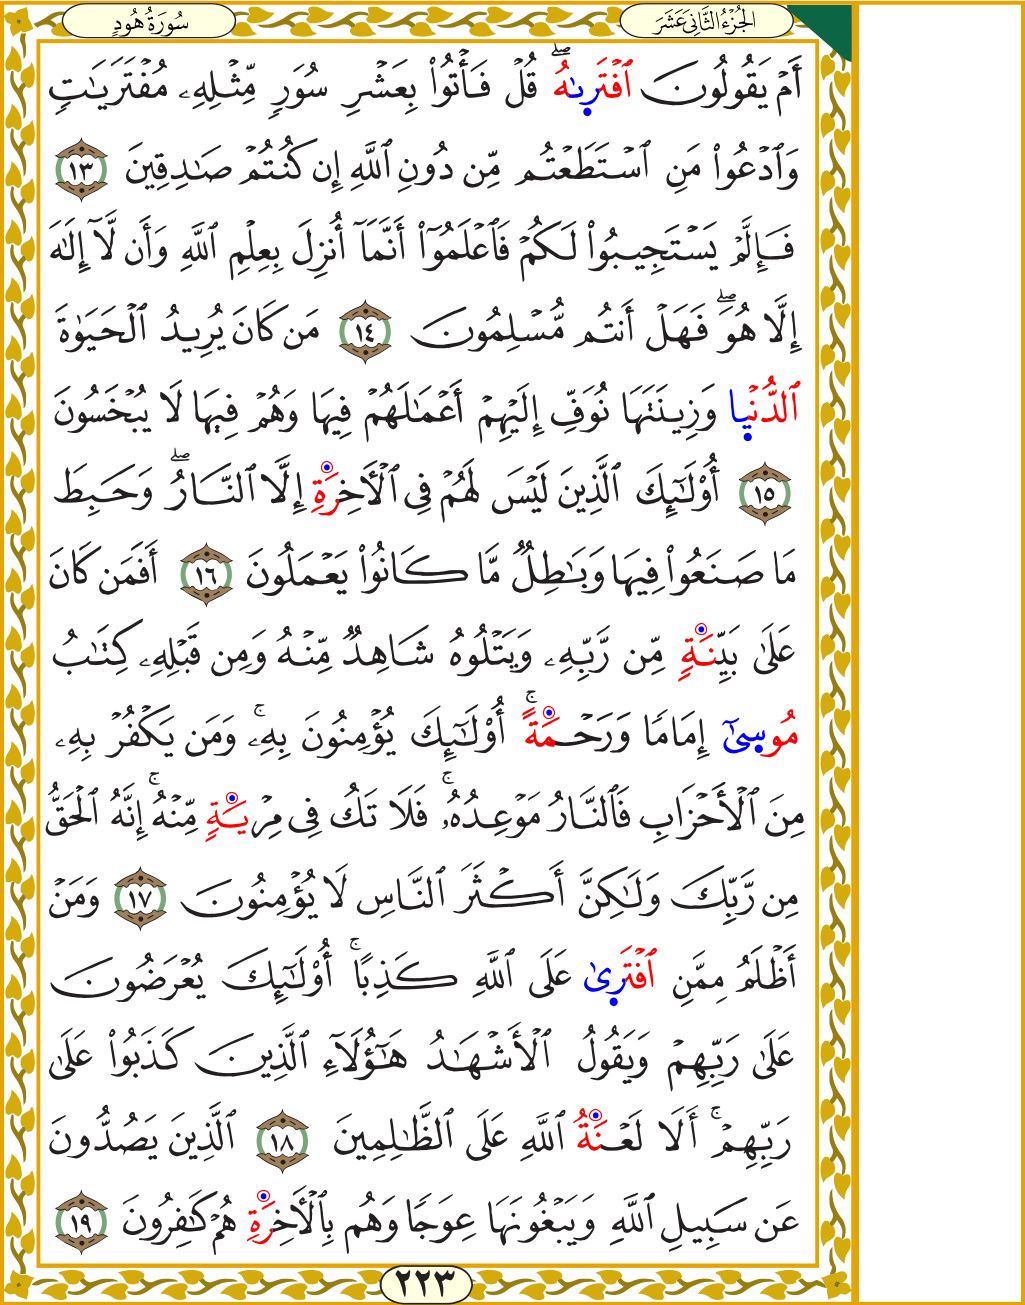 الجُزْءُ الثَّانِيَ عَشَرَ
سُورَةُ هُودٍ
أَمْ يَقُولُونَ ٱفْتَرَىٰهُۖ قُلْ فَأْتُوا۟ بِعَشْرِ سُوَرٍ مِّثْلِهِۦ مُفْتَرَيَـٰتٍ
وَٱدْعُوا۟ مَنِ ٱسْتَطَعْتُم مِّن دُونِ ٱللَّهِ إِن كُنتُمْ صَـٰدِقِينَ ١٣
فَإِلَّمْ يَسْتَجِيبُوا۟ لَكُمْ فَٱعْلَمُوٓا۟ أَنَّمَآ أُنزِلَ بِعِلْمِ ٱللَّهِ وَأَن لَّآ إِلَـٰهَ
إِلَّا هُوَۖ فَهَلْ أَنتُم مُّسْلِمُونَ ١٤ مَن كَانَ يُرِيدُ ٱلْحَيَوٰةَ
ٱلدُّنْيَا وَزِينَتَهَا نُوَفِّ إِلَيْهِمْ أَعْمَـٰلَهُمْ فِيهَا وَهُمْ فِيهَا لَا يُبْخَسُونَ
١٥ أُو۟لَـٰٓئِكَ ٱلَّذِينَ لَيْسَ لَهُمْ فِى ٱلْأَخِرَةِ إِلَّا ٱلنَّارُۖ وَحَبِطَ
مَا صَنَعُوا۟ فِيهَا وَبَـٰطِلٌ مَّا كَانُوا۟ يَعْمَلُونَ ١٦ أَفَمَن كَانَ
عَلَىٰ بَيِّنَةٍ مِّن رَّبِّهِۦ وَيَتْلُوهُ شَاهِدٌ مِّنْهُ وَمِن قَبْلِهِۦ كِتَـٰبُ
مُوسَىٰٓ إِمَامًا وَرَحْمَةًۚ أُو۟لَـٰٓئِكَ يُؤْمِنُونَ بِهِۦۚ وَمَن يَكْفُرْ بِهِۦ
مِنَ ٱلْأَحْزَابِ فَٱلنَّارُ مَوْعِدُهُۥۚ فَلَا تَكُ فِى مِرْيَةٍ مِّنْهُۚ إِنَّهُ ٱلْحَقُّ
مِن رَّبِّكَ وَلَـٰكِنَّ أَكْثَرَ ٱلنَّاسِ لَا يُؤْمِنُونَ ١٧ وَمَنْ
أَظْلَمُ مِمَّنِ ٱفْتَرَىٰ عَلَى ٱللَّهِ كَذِبًاۚ أُو۟لَـٰٓئِكَ يُعْرَضُونَ
عَلَىٰ رَبِّهِمْ وَيَقُولُ ٱلْأَشْهَـٰدُ هَـٰٓؤُلَآءِ ٱلَّذِينَ كَذَبُوا۟ عَلَىٰ
رَبِّهِمْۚ أَلَا لَعْنَةُ ٱللَّهِ عَلَى ٱلظَّـٰلِمِينَ ١٨ ٱلَّذِينَ يَصُدُّونَ
عَن سَبِيلِ ٱللَّهِ وَيَبْغُونَهَا عِوَجًا وَهُم بِٱلْأَخِرَةِ هُمْ كَـٰفِرُونَ ١٩
٢٢٣